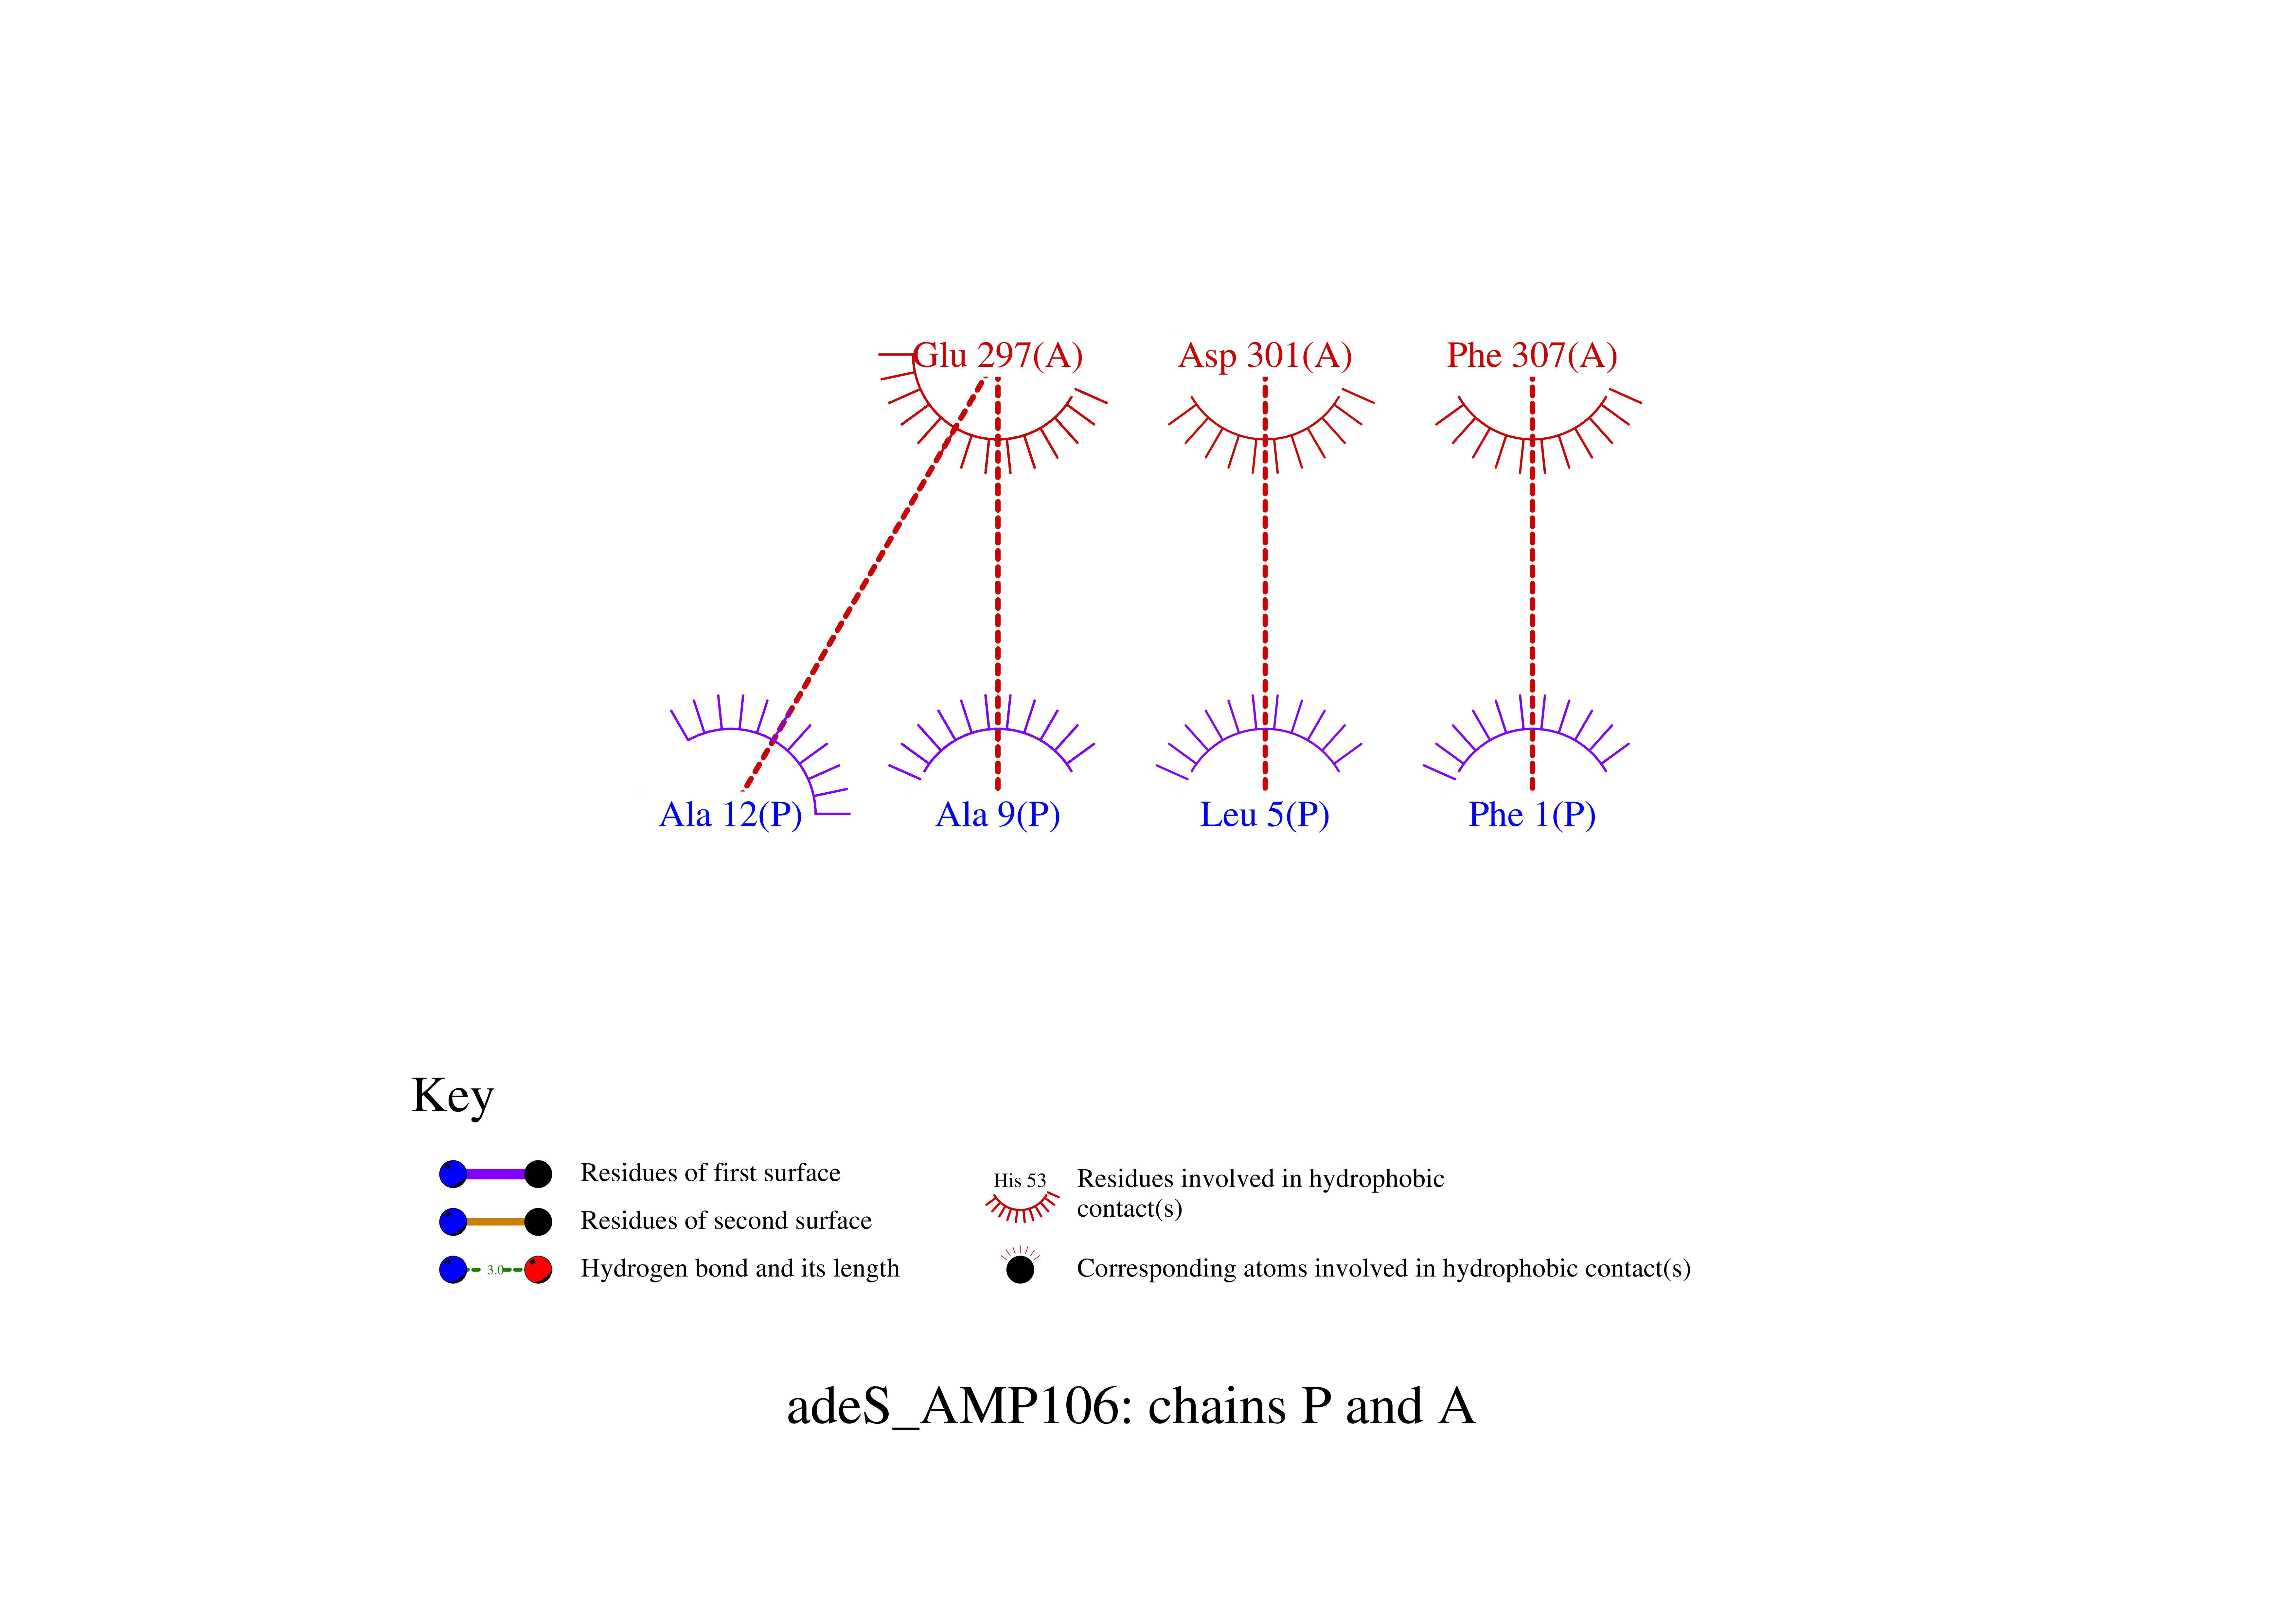 Glu 297(A) Asp 301(A) Phe 307(A)
Ala 12(P) Ala 9(P) Leu 5(P) Phe 1(P)
Key
Residues of first surface
Residues of second surface
3.0 Hydrogen bond and its length
His 53 Residues involved in hydrophobic
contact(s)
Corresponding atoms involved in hydrophobic contact(s)
adeS_AMP106: chains P and A